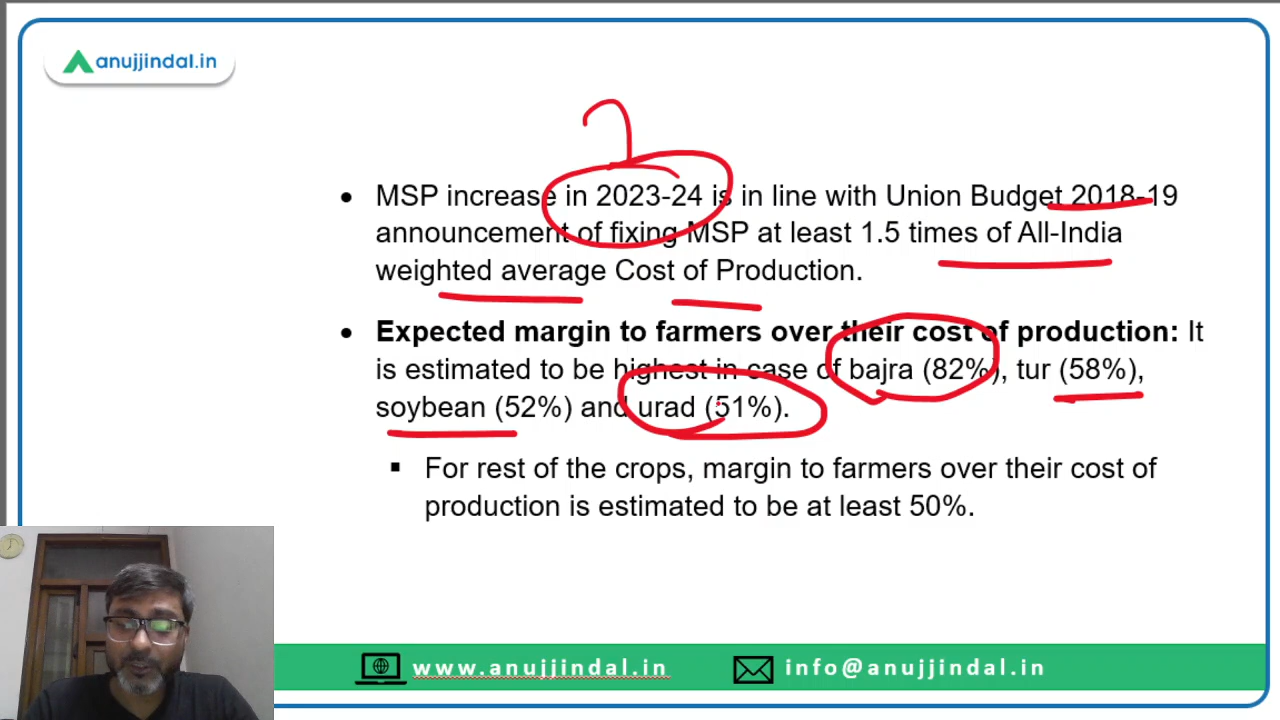 anujjindal.in
• MSP increase in 2023-24 is in line with Union Budget 2018-19
announcement of fixing MSP at least 1.5 times of All-India
weighted average Cost of Production.
• Expected margin to farmers over their cost of production: It
is estimated to be highest in case of bajra (82%), tur (58%),
soybean (52%) and urad (51%).
▪ For rest of the crops, margin to farmers over their cost of
production is estimated to be at least 50%.
www.anujjindal.in info@anujjindal.in